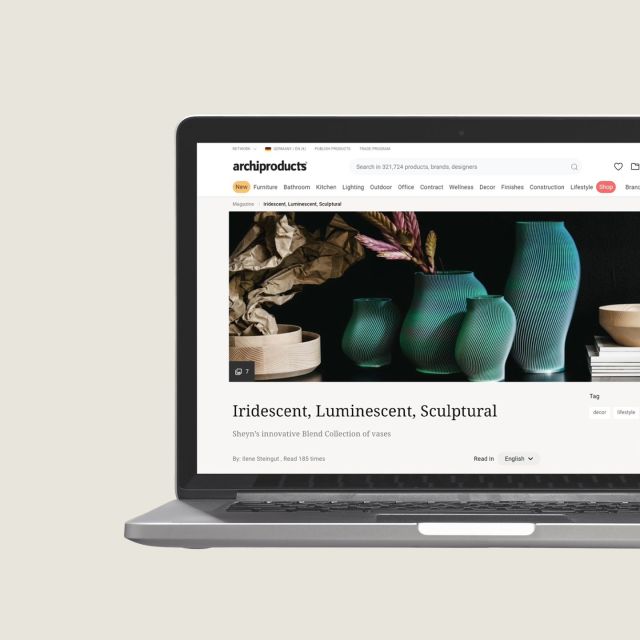 NETWORK GERMANY / EN (€) PUBLISH PRODUCTS TRADE PROGRAM
archiproducts Search in 321,724 products, brands, designers
New Furniture Bathroom Kitchen Lighting Outdoor Office Contract Wellness Decor Finishes Construction Lifestyle Shop Brand
Magazine Iridescent, Luminescent, Sculptural
7
Iridescent, Luminescent, Sculptural
Sheyn's innovative Blend Collection of vases
By: Ilene Steingut . Read 185 times
Read In English
Tag
decor lifestyle